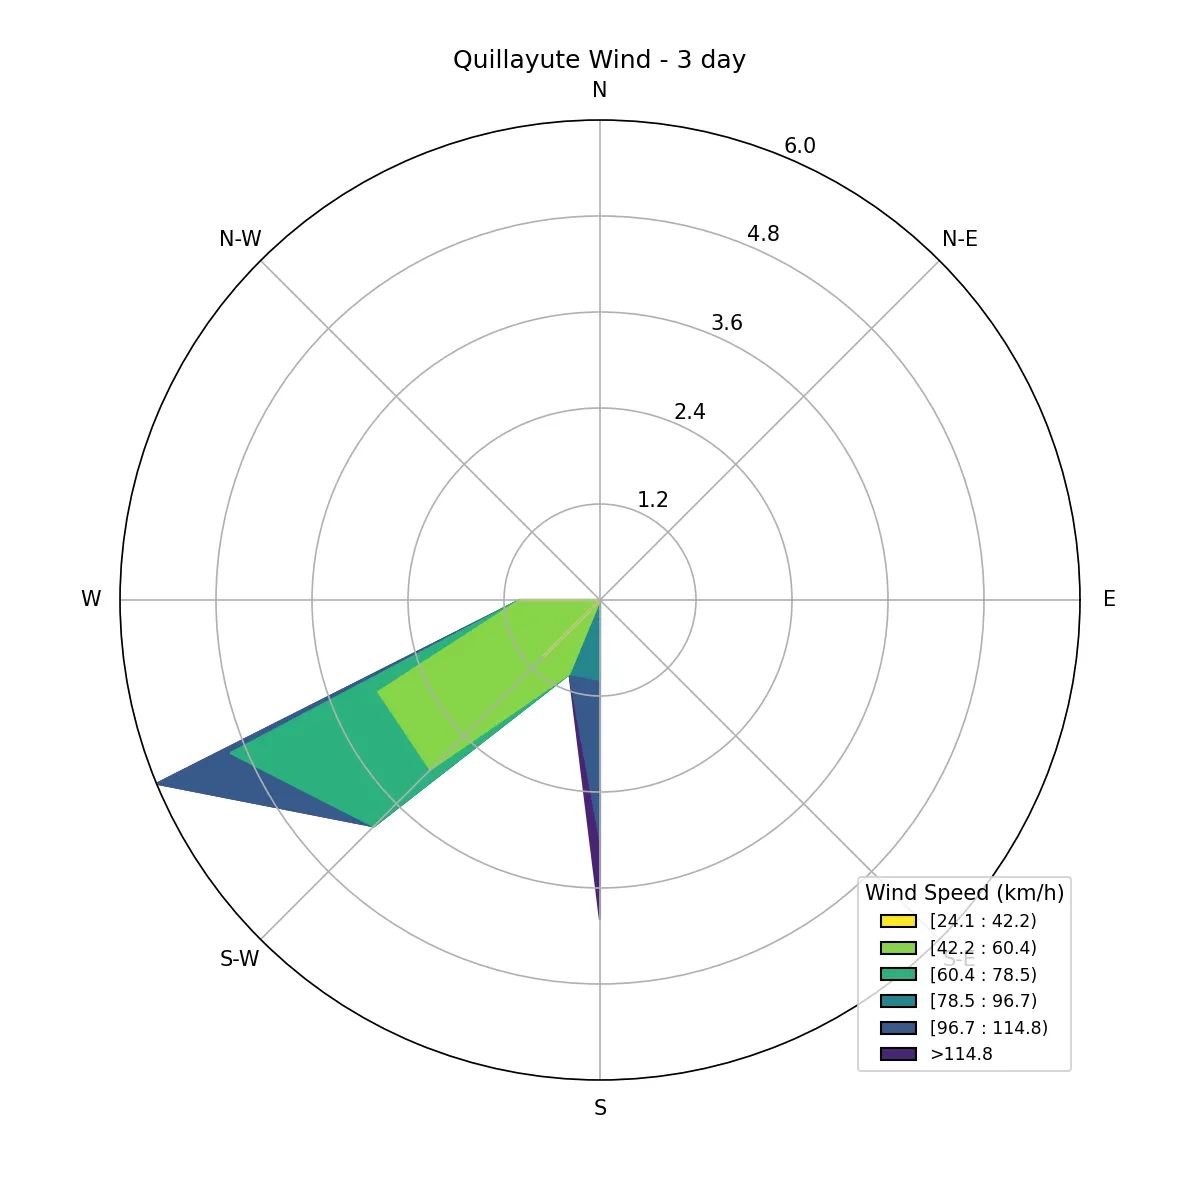 Quillayute Wind - 3 day
N
6.0
N-W
N-E
4.8
3.6
2.4
1.2
W
E
S-W
S-E
Wind Speed (km/h)
[24.1 : 42.2)
[42.2 : 60.4)
[60.4 : 78.5)
[78.5 : 96.7)
[96.7 : 114.8)
>114.8
S